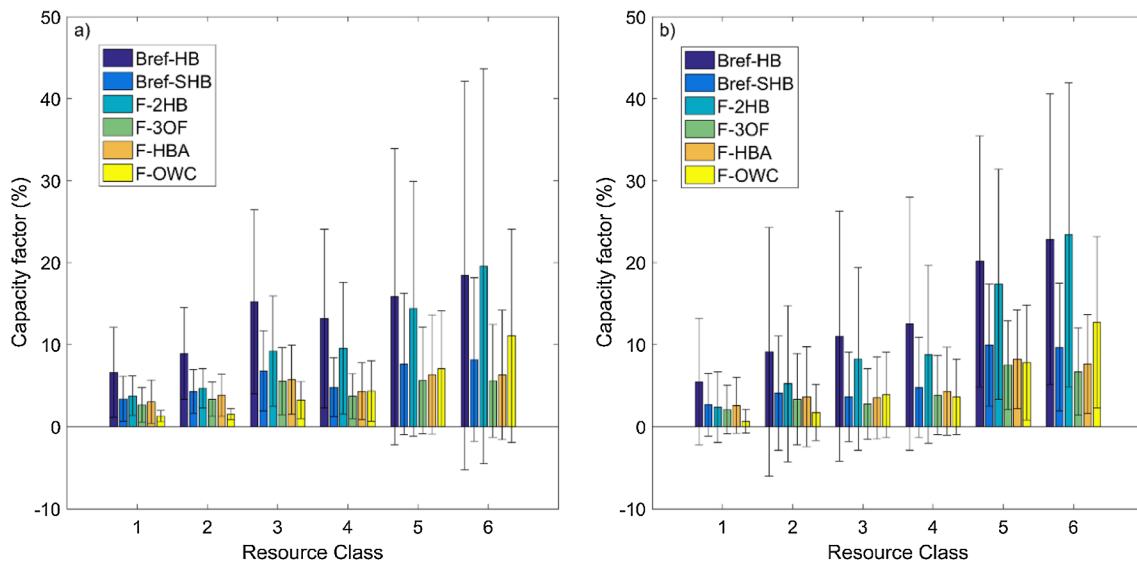 a)
Bref-HB
Bref-SHB
F-2HB
F-3OF
F-HBA
F-OWC
50
40
30
20
10
0
-10
Capacity factor (%)
1 2 3 4 5 6
Resource Class
b)
Bref-HB
Bref-SHB
F-2HB
F-3OF
F-HBA
F-OWC
50
40
30
20
10
0
-10
Capacity factor (%)
1 2 3 4 5 6
Resource Class